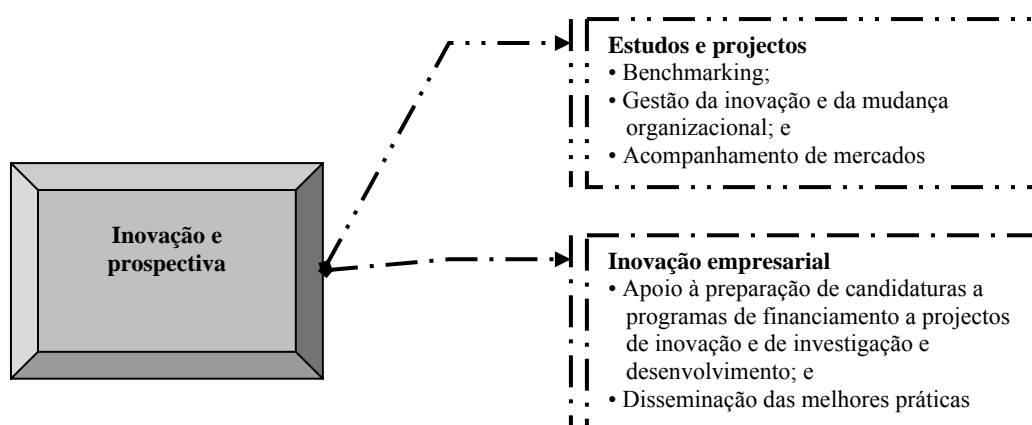 Estudos e projectos
• Benchmarking;
• Gestão da inovação e da mudança
organizacional; e
• Acompanhamento de mercados
Inovação e
prospectiva
Inovação empresarial
• Apoio à preparação de candidaturas a
programas de financiamento a projectos
de inovação e de investigação e
desenvolvimento; e
• Disseminação das melhores práticas